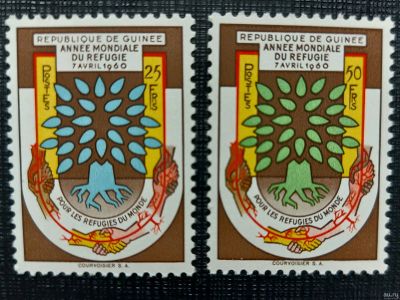 REPUBLIQUE DE GUINEE
ANNEE MONDIALE
DU REFUGIE
7 AVRIL 1960
POSTES
25 FRS
POUR LES REFUGIES DU MONDE
COURVOISIER S.A.
REPUBLIQUE DE GUINEE
ANNEE MONDIALE
DU REFUGIE
7 AVRIL 1960
POSTES
50 FRS
POUR LES REFUGIES DU MONDE
COURVOISIER S.A.
au.ru